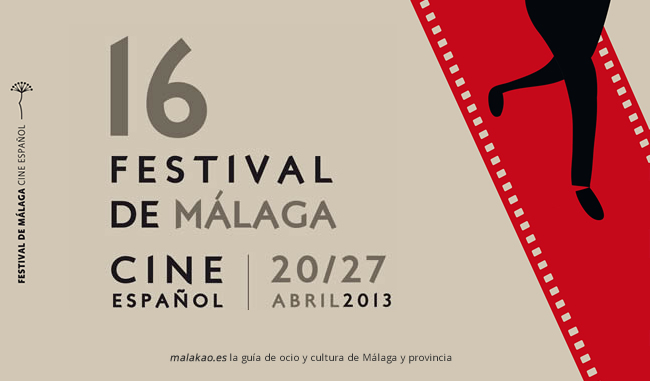 FESTIVAL DE MÁLAGA CINE ESPAÑOL
16
FESTIVAL
DE MÁLAGA
CINE
ESPAÑOL
20/27
ABRIL2013
malakao.es la guía de ocio y cultura de Málaga y provincia